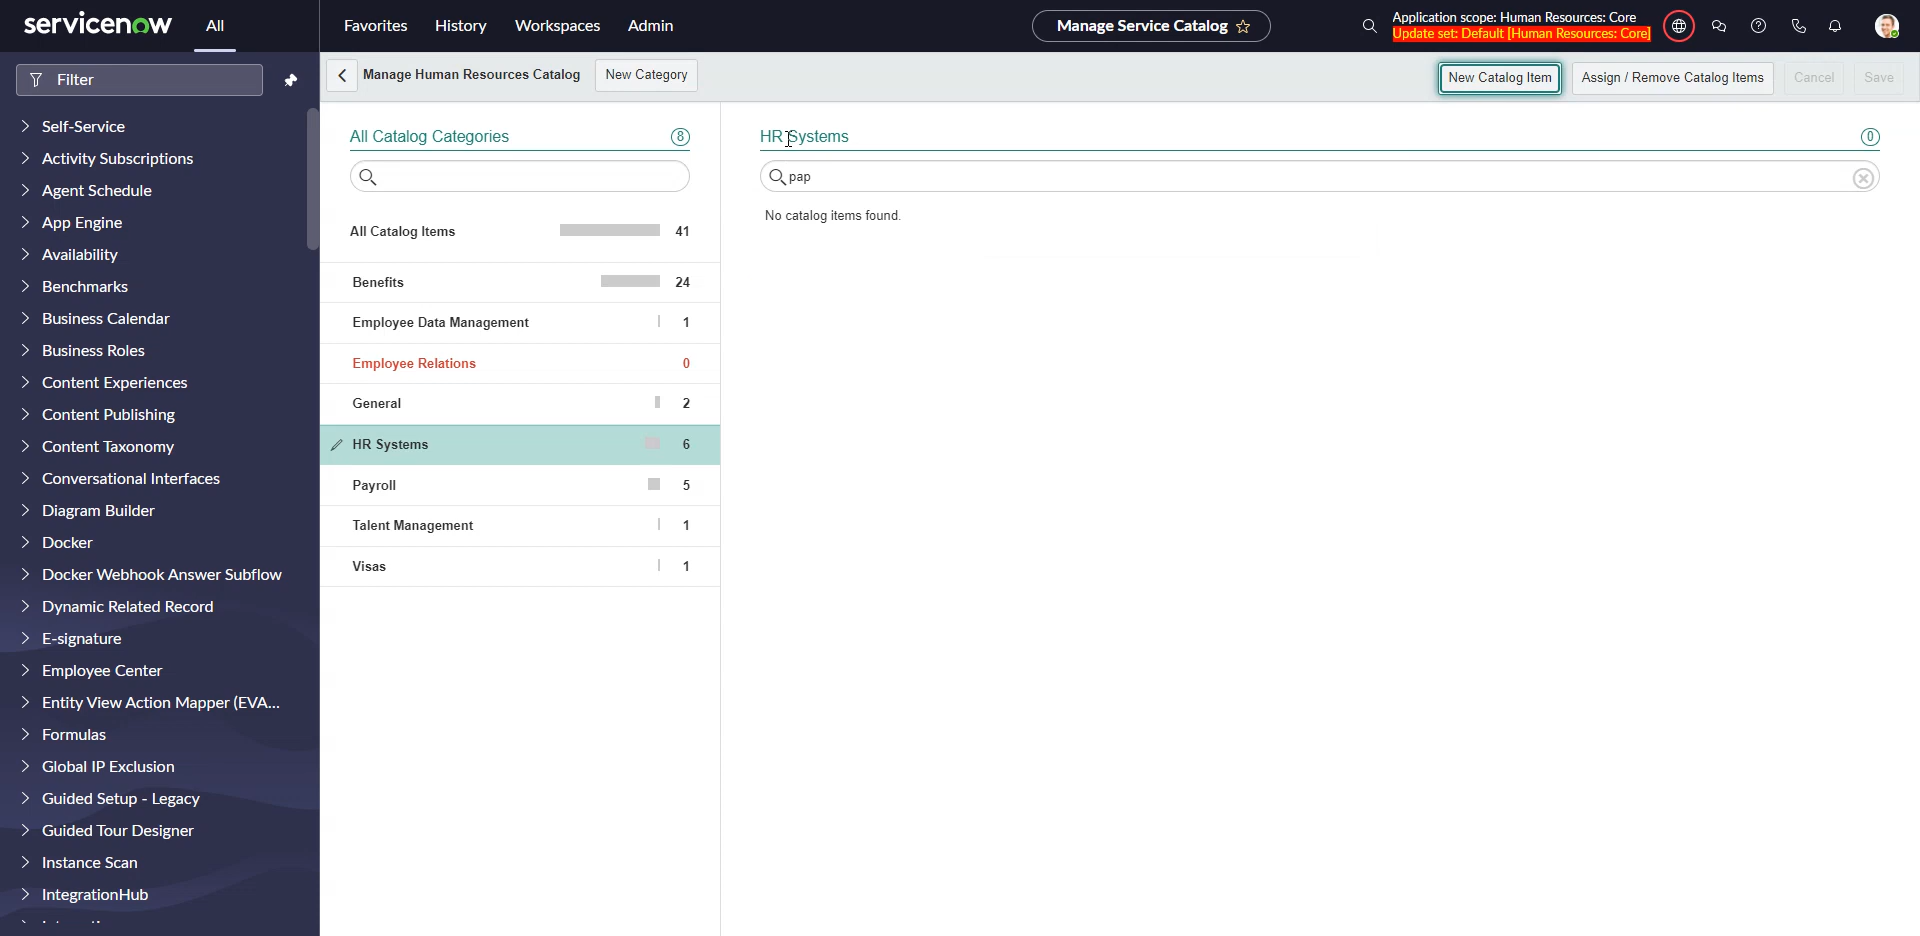 servicenow
All
Favorites
History
Workspaces
Admin
Manage Service Catalog
Application scope: Human Resources: Core
Update set: Default [Human Resources: Core]
Filter
Manage Human Resources Catalog
New Category
New Catalog Item
Assign / Remove Catalog Items
Cancel
Save
Self-Service
Activity Subscriptions
Agent Schedule
App Engine
Availability
Benchmarks
Business Calendar
Business Roles
Content Experiences
Content Publishing
Content Taxonomy
Conversational Interfaces
Diagram Builder
Docker
Docker Webhook Answer Subflow
Dynamic Related Record
E-signature
Employee Center
Entity View Action Mapper (EVA...
Formulas
Global IP Exclusion
Guided Setup - Legacy
Guided Tour Designer
Instance Scan
IntegrationHub
All Catalog Categories 8
All Catalog Items 41
Benefits 24
Employee Data Management 1
Employee Relations 0
General 2
HR Systems 6
Payroll 5
Talent Management 1
Visas 1
HR Systems 0
pap
No catalog items found.